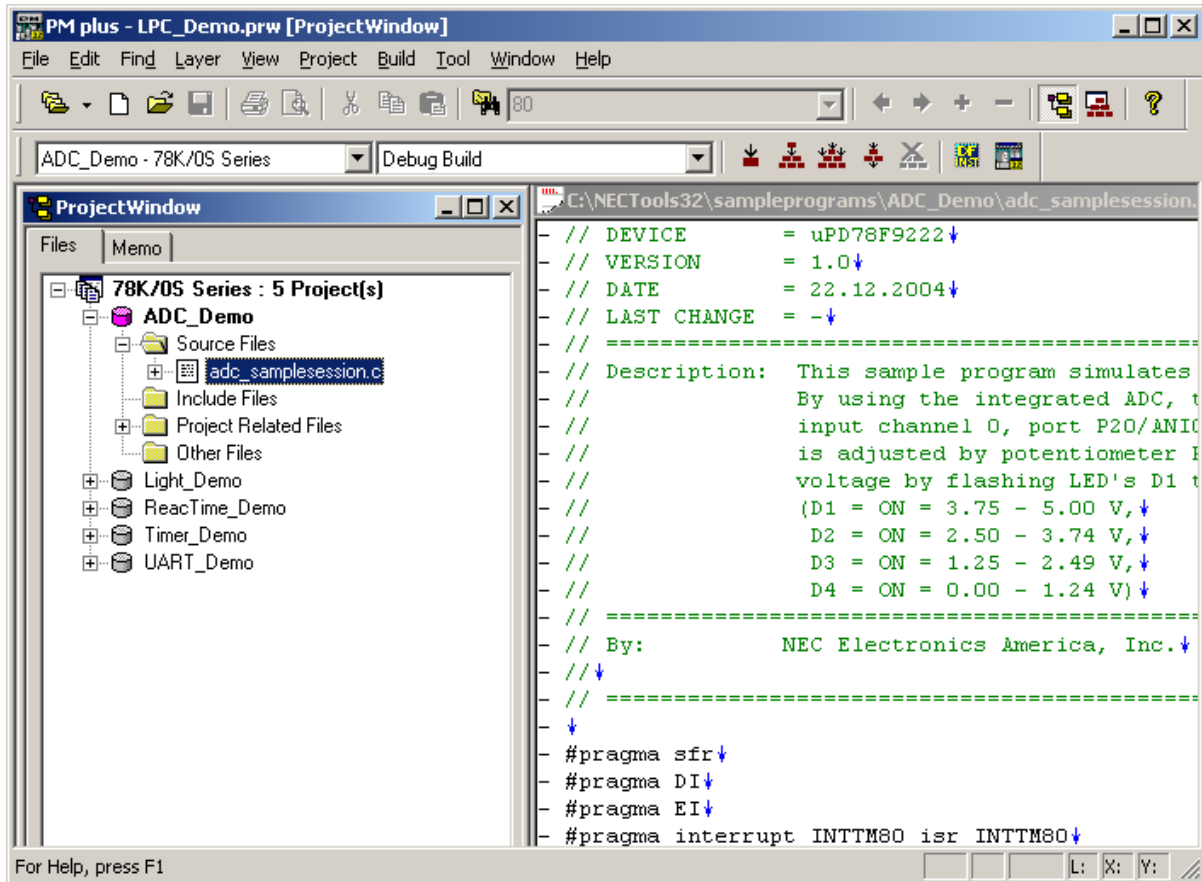 PM plus - LPC_Demo.prw [ProjectWindow]
File Edit Find Layer View Project Build Tool Window Help
80
ADC_Demo - 78K/0S Series Debug Build
ProjectWindow
Files Memo
78K/0S Series : 5 Project(s)
ADC_Demo
Source Files
adc_samplesession.c
Include Files
Project Related Files
Other Files
Light_Demo
ReacTime_Demo
Timer_Demo
UART_Demo
C:\NECTools32\sampleprograms\ADC_Demo\adc_samplesession.
// DEVICE = uPD78F9222
// VERSION = 1.0
// DATE = 22.12.2004
// LAST CHANGE = -
// ============================================
// Description: This sample program simulates
// By using the integrated ADC,
// input channel 0, port P20/ANI0
// is adjusted by potentiometer
// voltage by flashing LED's D1
// (D1 = ON = 3.75 - 5.00 V,
// D2 = ON = 2.50 - 3.74 V,
// D3 = ON = 1.25 - 2.49 V,
// D4 = ON = 0.00 - 1.24 V)
// ============================================
// By: NEC Electronics America, Inc.
//
// ============================================
#pragma sfr
#pragma DI
#pragma EI
#pragma interrupt INTTM80 isr INTTM80
For Help, press F1
L: X: Y: